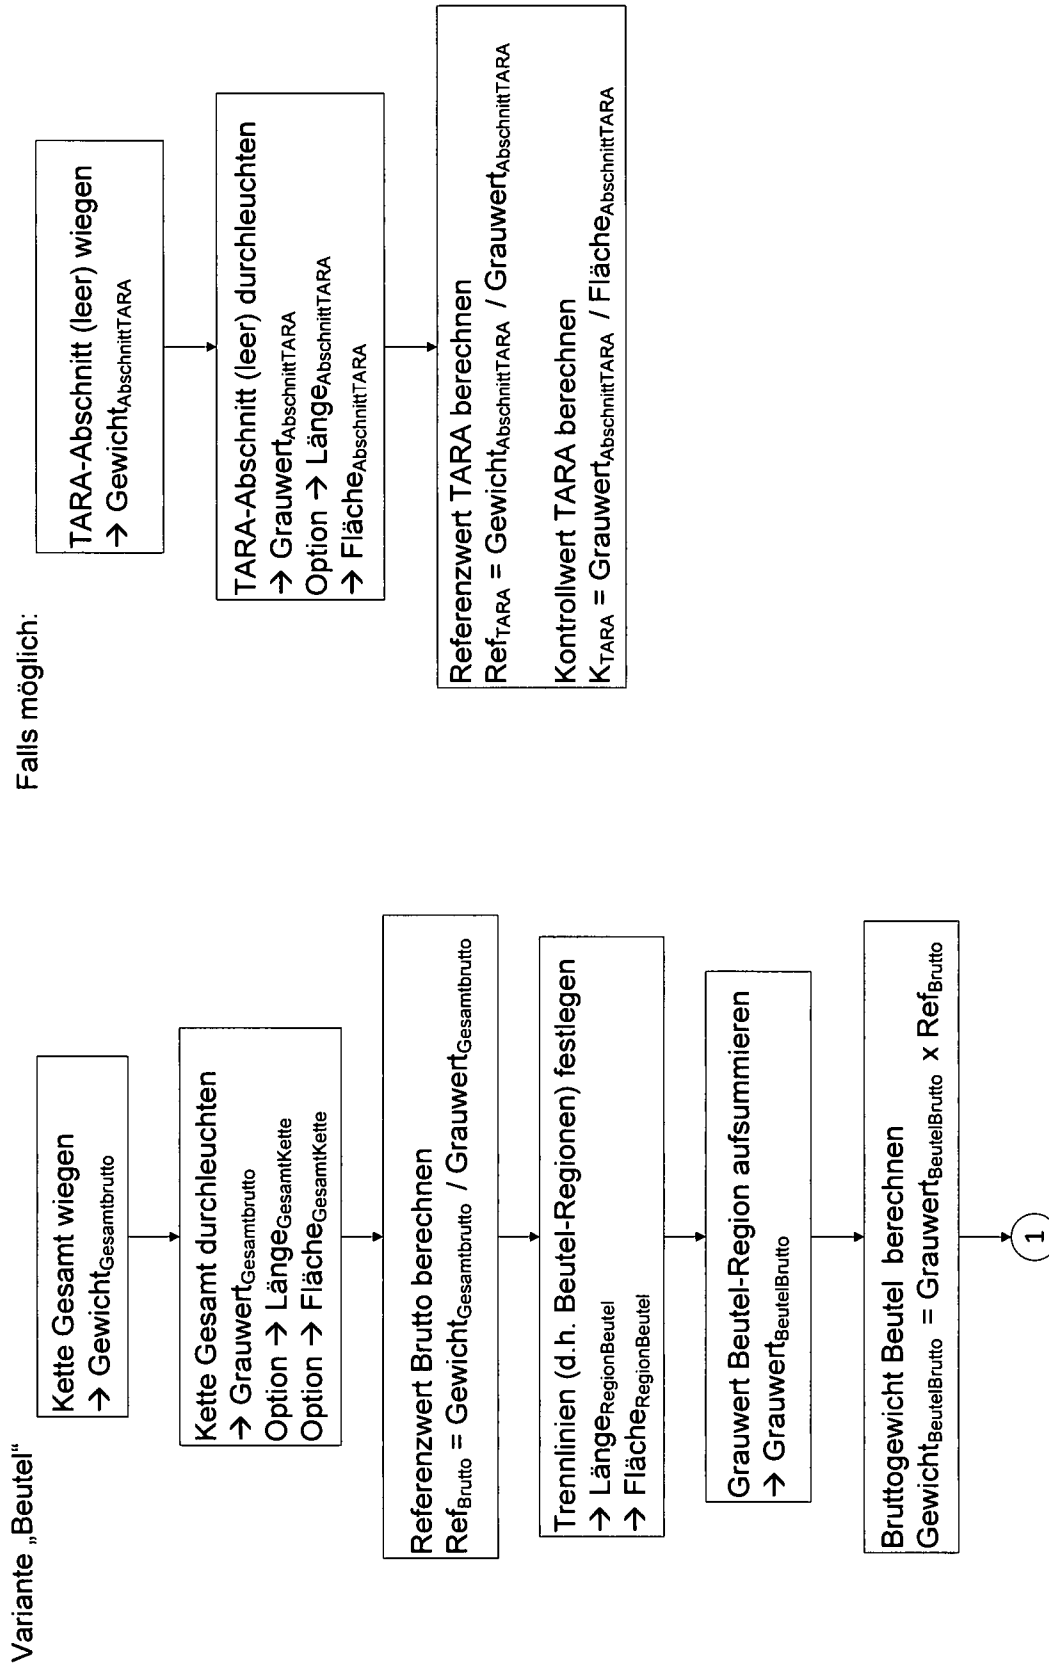 Variante „Beutel“
Kette Gesamt wiegen
→ Gewicht_Gesamtbrutto
Kette Gesamt durchleuchten
→ Grauwert_Gesamtbrutto
Option → Länge_GesamtKette
Option → Fläche_GesamtKette
Referenzwert Brutto berechnen
Ref_Brutto = Gewicht_Gesamtbrutto / Grauwert_Gesamtbrutto
Trennlinien (d.h. Beutel-Regionen) festlegen
→ Länge_RegionBeutel
→ Fläche_RegionBeutel
Grauwert Beutel-Region aufsummieren
→ Grauwert_BeutelBrutto
Bruttogewicht Beutel berechnen
Gewicht_BeutelBrutto = Grauwert_BeutelBrutto x Ref_Brutto
1
Falls möglich:
TARA-Abschnitt (leer) wiegen
→ Gewicht_AbschnittTARA
TARA-Abschnitt (leer) durchleuchten
→ Grauwert_AbschnittTARA
Option → Länge_AbschnittTARA
→ Fläche_AbschnittTARA
Referenzwert TARA berechnen
Ref_TARA = Gewicht_AbschnittTARA / Grauwert_AbschnittTARA
Kontrollwert TARA berechnen
K_TARA = Grauwert_AbschnittTARA / Fläche_AbschnittTARA